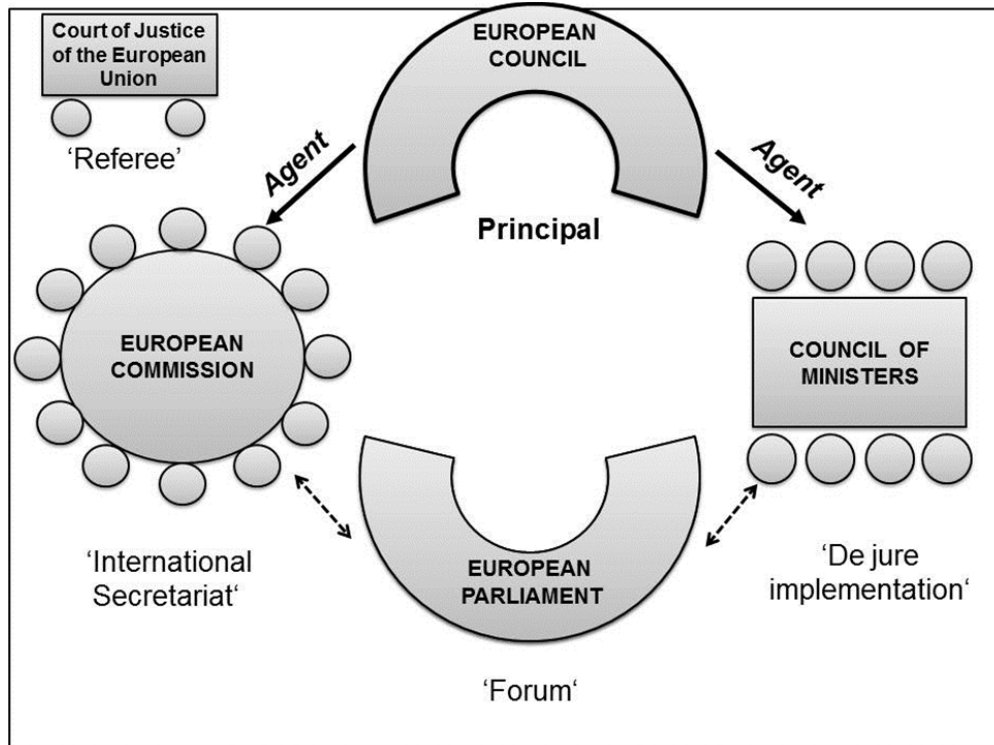 Court of Justice
of the European
Union
‘Referee’
EUROPEAN
COUNCIL
Agent
Agent
Principal
EUROPEAN
COMMISSION
COUNCIL OF
MINISTERS
‘International
Secretariat‘
EUROPEAN
PARLIAMENT
‘De jure
implementation‘
‘Forum‘